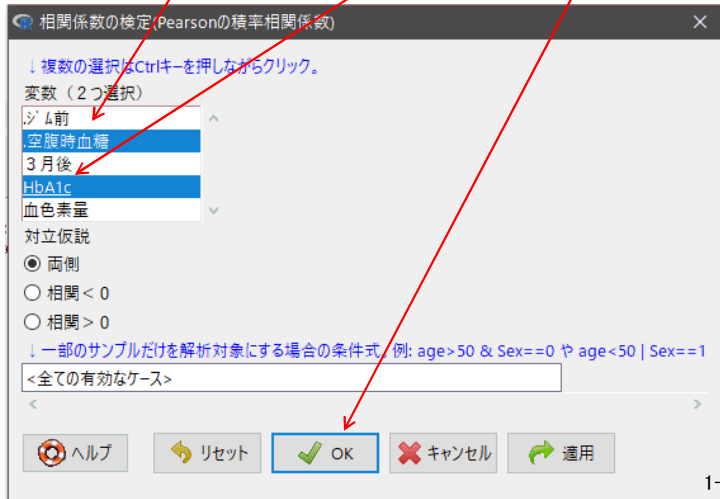 相関係数の検定(Pearsonの積率相関係数)
↓複数の選択はCtrlキーを押しながらクリック。
変数（２つ選択）
.ジム前
.空腹時血糖
３月後
HbA1c
血色素量
対立仮説
両側
相関 < 0
相関 > 0
↓一部のサンプルだけを解析対象にする場合の条件式。例: age>50 & Sex==0 や age<50 | Sex==1
<全ての有効なケース>
ヘルプ リセット OK キャンセル 適用
1-